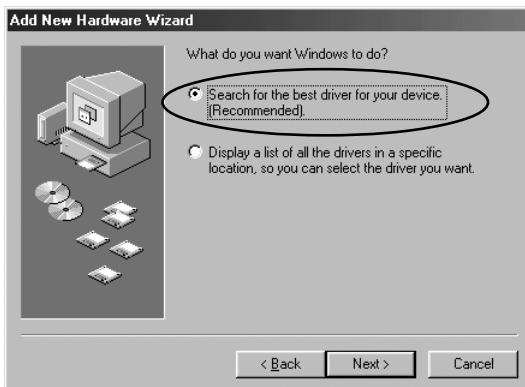 Add New Hardware Wizard
What do you want Windows to do?
Search for the best driver for your device.
(Recommended).
Display a list of all the drivers in a specific
location, so you can select the driver you want.
< Back
Next >
Cancel